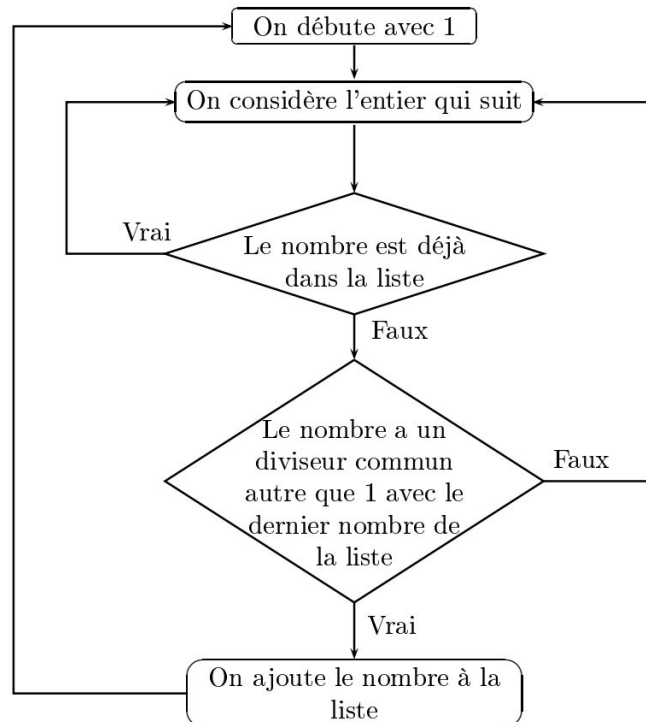 On débute avec 1
On considère l'entier qui suit
Vrai
Le nombre est déjà
dans la liste
Faux
Le nombre a un
diviseur commun
autre que 1 avec le
dernier nombre de
la liste
Faux
Vrai
On ajoute le nombre à la
liste